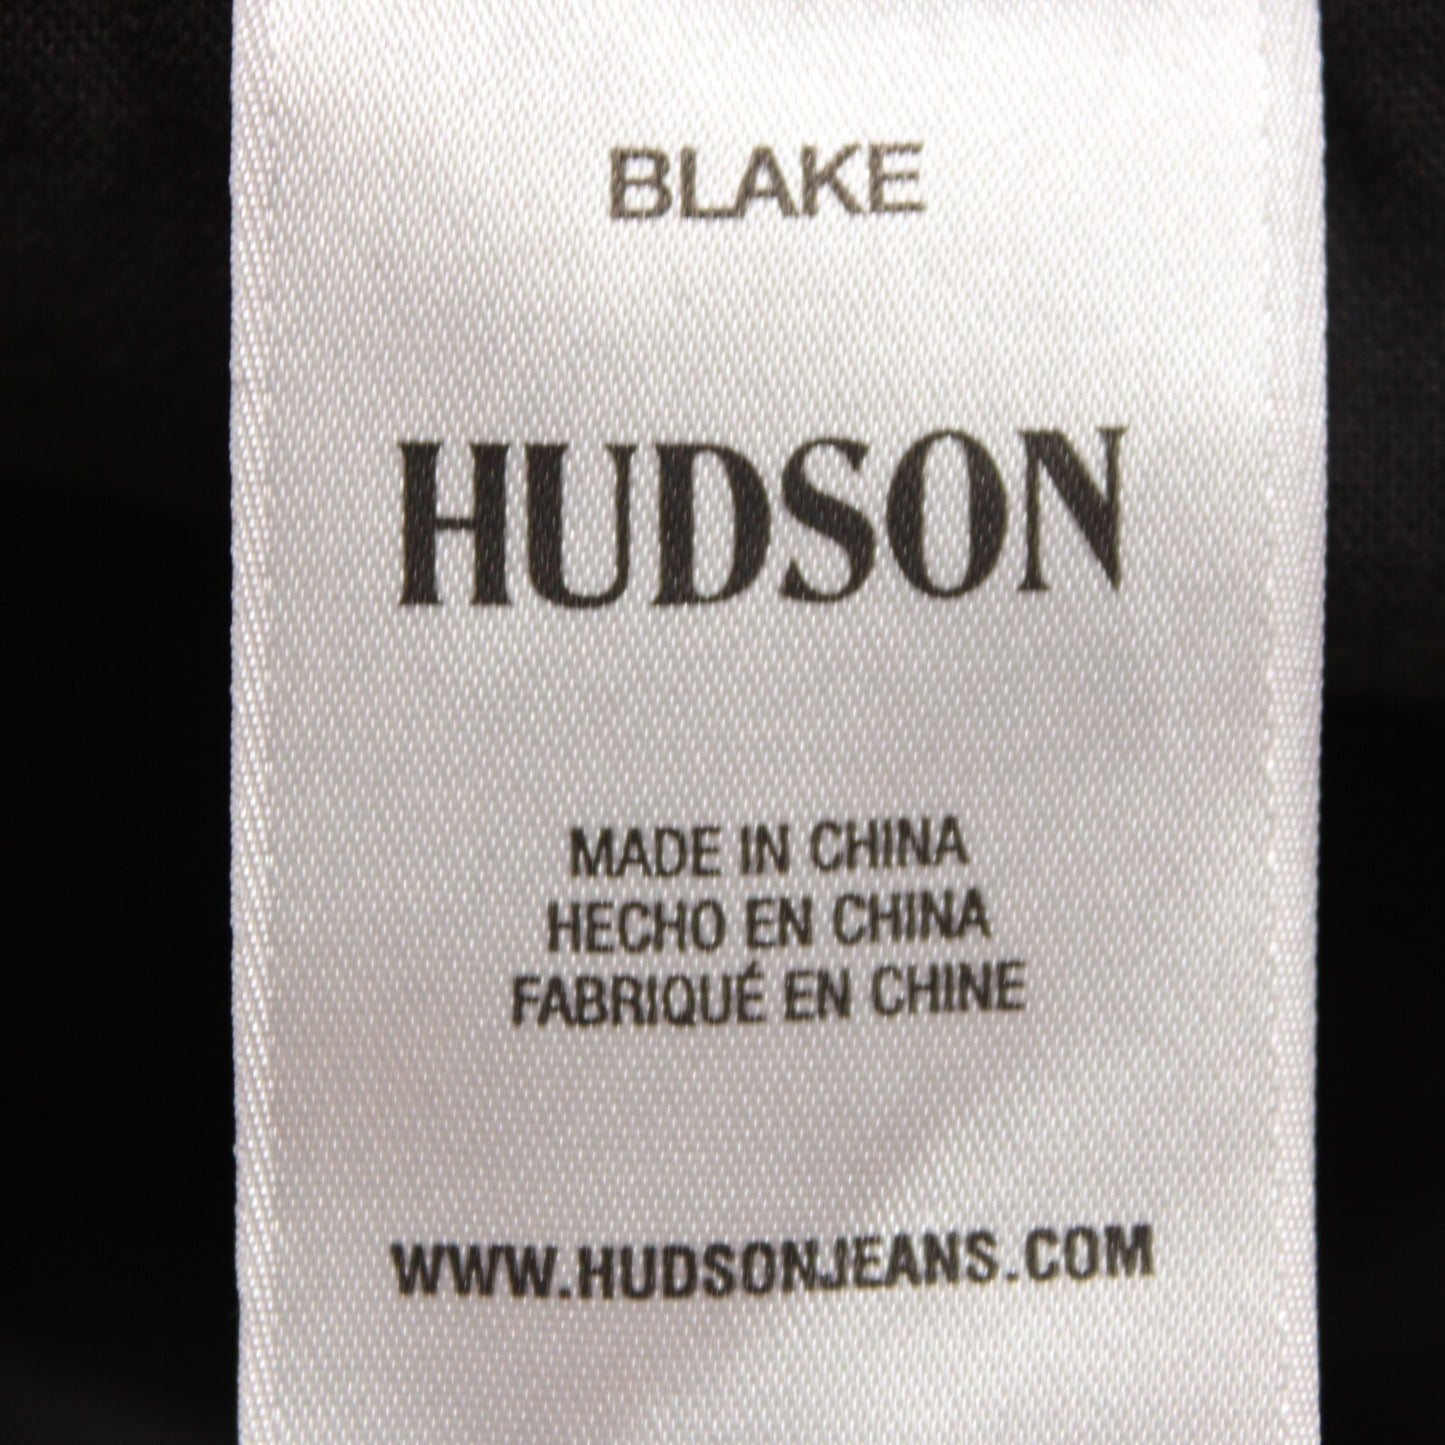 BLAKE
HUDSON
MADE IN CHINA
HECHO EN CHINA
FABRIQUÉ EN CHINE
WWW.HUDSONJEANS.COM